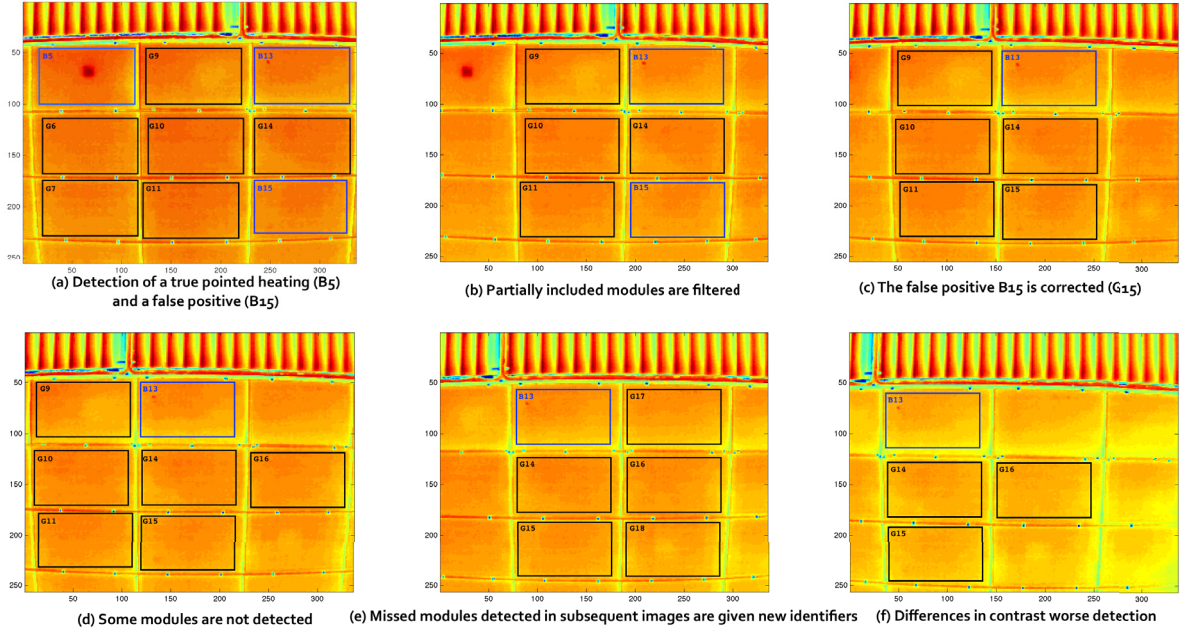 50
100
150
200
250
50
100
150
200
250
300
B5
G9
B13
G6
G10
G14
G7
G11
B15
(a) Detection of a true pointed heating (B5)
and a false positive (B15)
50
100
150
200
250
50
100
150
200
250
300
G9
B13
G10
G14
G11
B15
(b) Partially included modules are filtered
50
100
150
200
250
50
100
150
200
250
300
G9
B13
G10
G14
G11
G15
(c) The false positive B15 is corrected (G15)
50
100
150
200
250
50
100
150
200
250
300
G9
B13
G10
G14
G16
G11
G15
(d) Some modules are not detected
50
100
150
200
250
50
100
150
200
250
300
B13
G17
G14
G16
G15
G18
(e) Missed modules detected in subsequent images are given new identifiers
50
100
150
200
250
50
100
150
200
250
300
B13
G14
G16
G15
(f) Differences in contrast worse detection